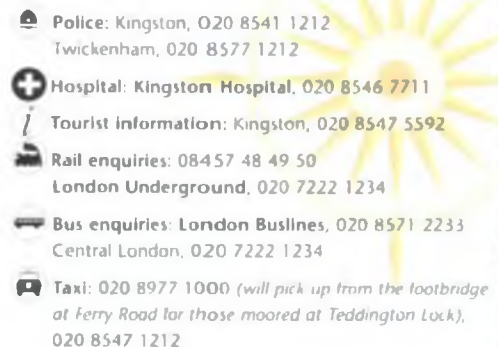 Police: Kingston, 020 8541 1212
Twickenham, 020 8577 1212
Hospital: Kingston Hospital, 020 8546 7711
i Tourist information: Kingston, 020 8547 5592
Rail enquiries: 08457 48 49 50
London Underground, 020 7222 1234
Bus enquiries: London Buslines, 020 8571 2233
Central London, 020 7222 1234
Taxi: 020 8977 1000 (will pick up from the footbridge
at Ferry Road for those moored at Teddington Lock),
020 8547 1212